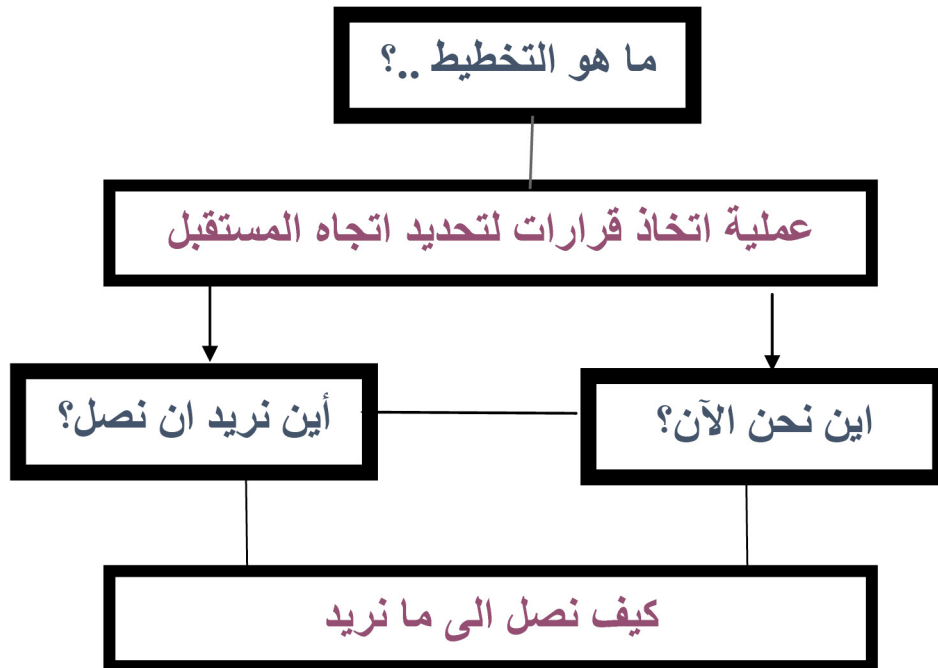 ما هو التخطيط ..؟
عملية اتخاذ قرارات لتحديد اتجاه المستقبل
اين نحن الآن؟
أين نريد ان نصل؟
كيف نصل الى ما نريد